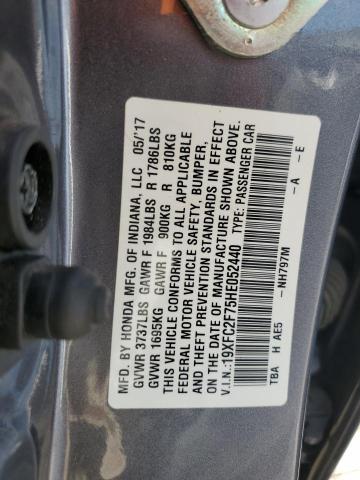 MFD. BY HONDA MFG. OF INDIANA, LLC 05/17
GVWR 3737LBS GAWR F 1984LBS R 1786LBS
GVWR 1695KG GAWR F 900KG R 810KG
THIS VEHICLE CONFORMS TO ALL APPLICABLE
FEDERAL MOTOR VEHICLE SAFETY, BUMPER,
AND THEFT PREVENTION STANDARDS IN EFFECT
ON THE DATE OF MANUFACTURE SHOWN ABOVE.
V.I.N.:19XFC2F75HE052440 TYPE: PASSENGER CAR
NH797M -A -E
TBA H AE5